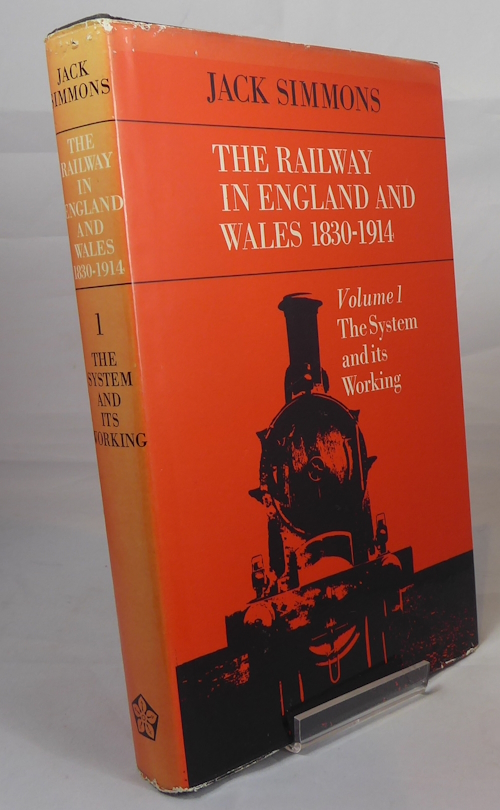 JACK
SIMMONS
THE
RAILWAY
IN
ENGLAND
AND
WALES
1830-1914
1
THE
SYSTEM
AND
ITS
WORKING
JACK SIMMONS
THE RAILWAY
IN ENGLAND AND
WALES 1830-1914
Volume 1
The System
and its
Working